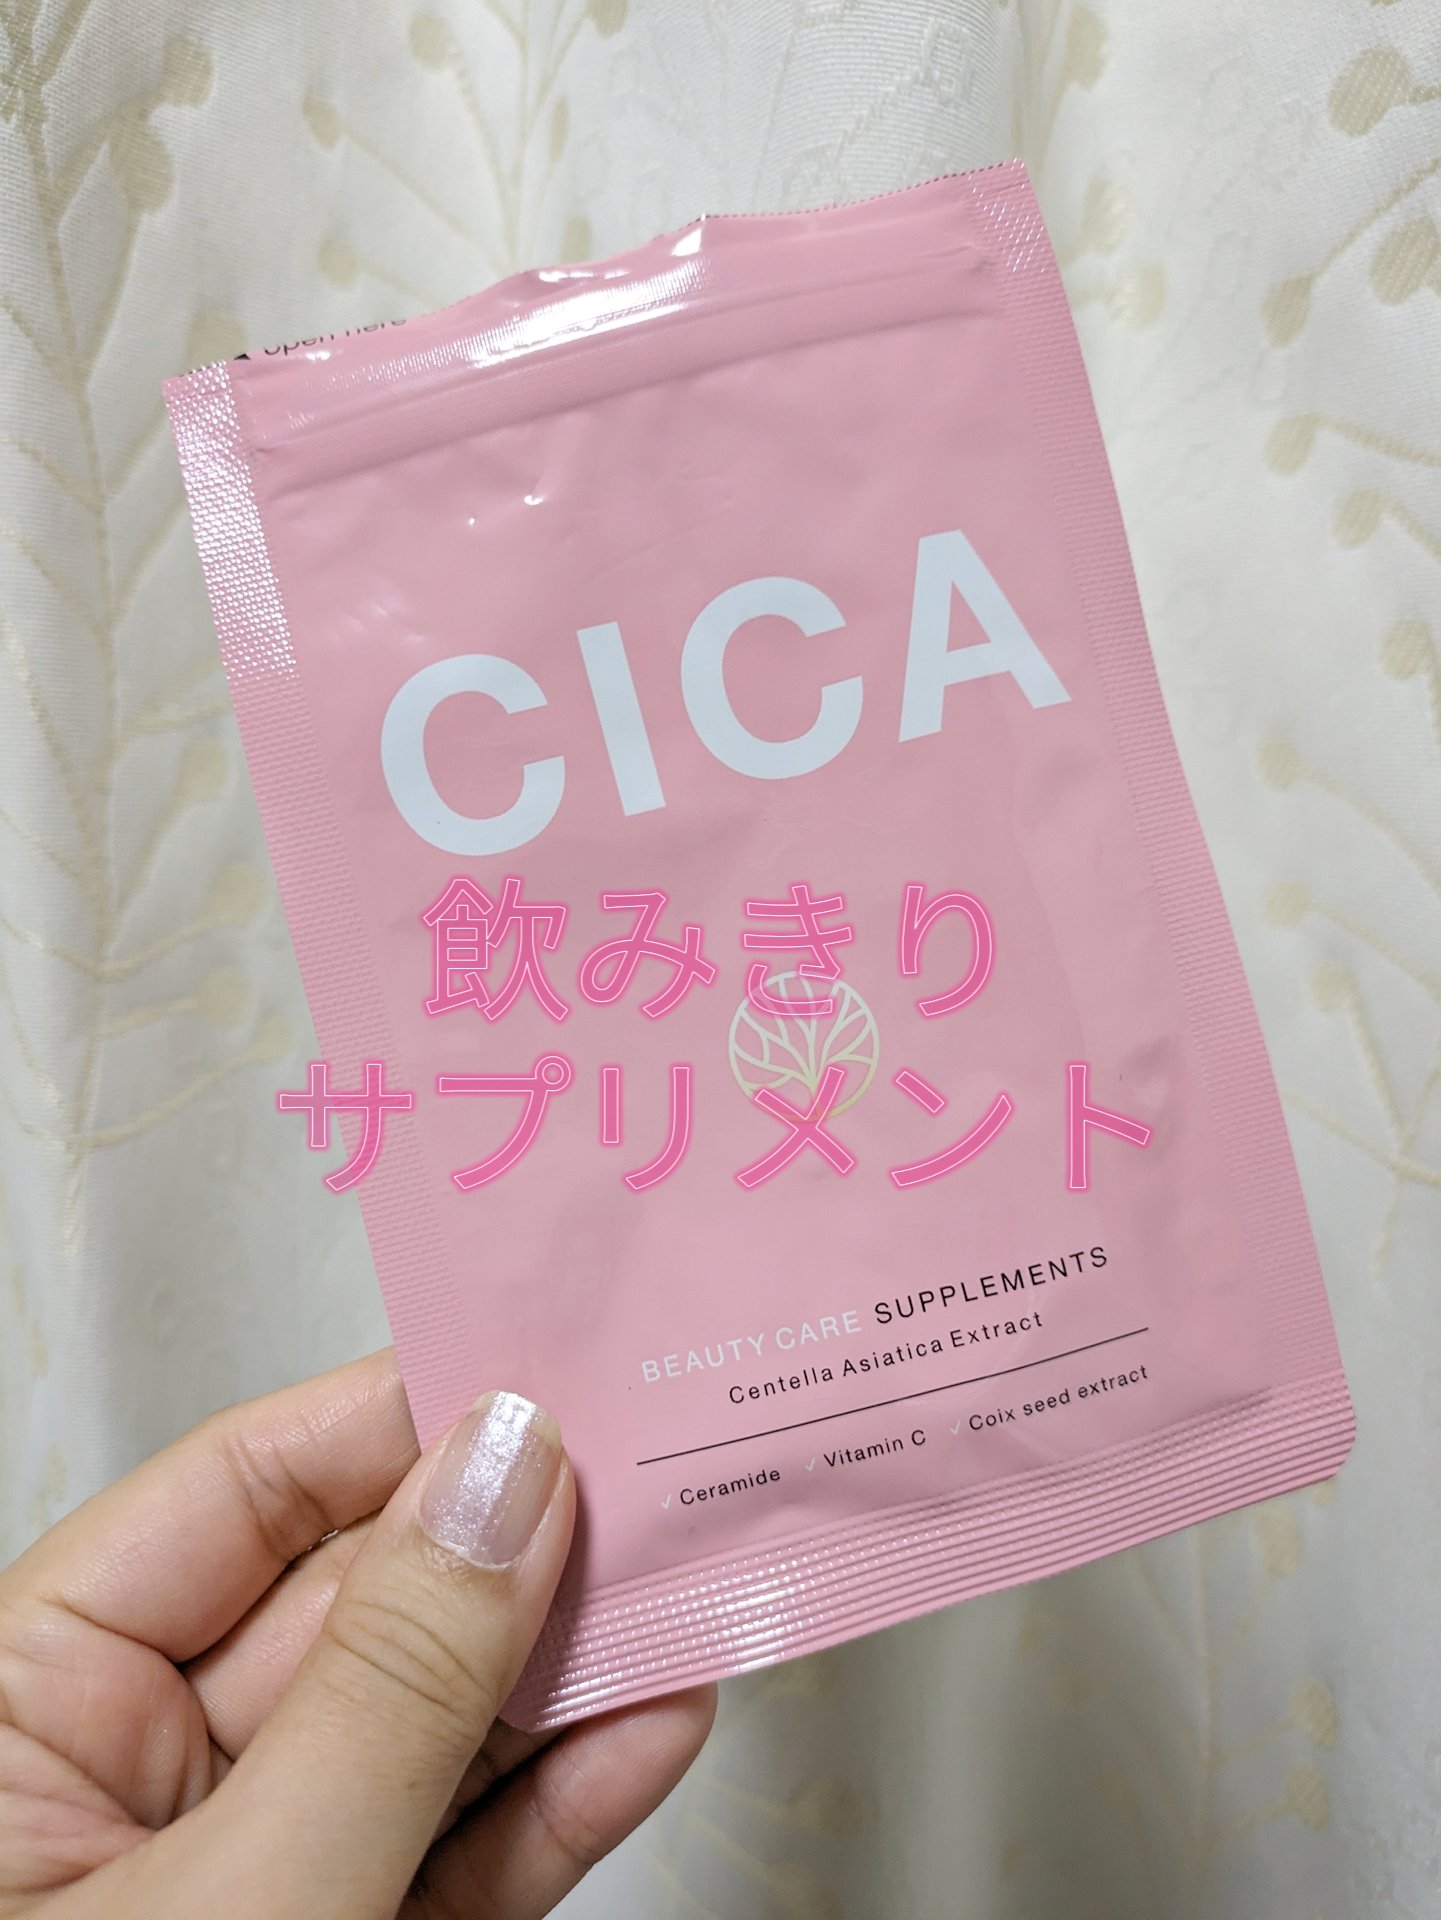 open here
CICA
飲みきり
サプリメント
BEAUTY CARE SUPPLEMENTS
Centella Asiatica Extract
✓ Ceramide ✓ Vitamin C ✓ Coix seed extract